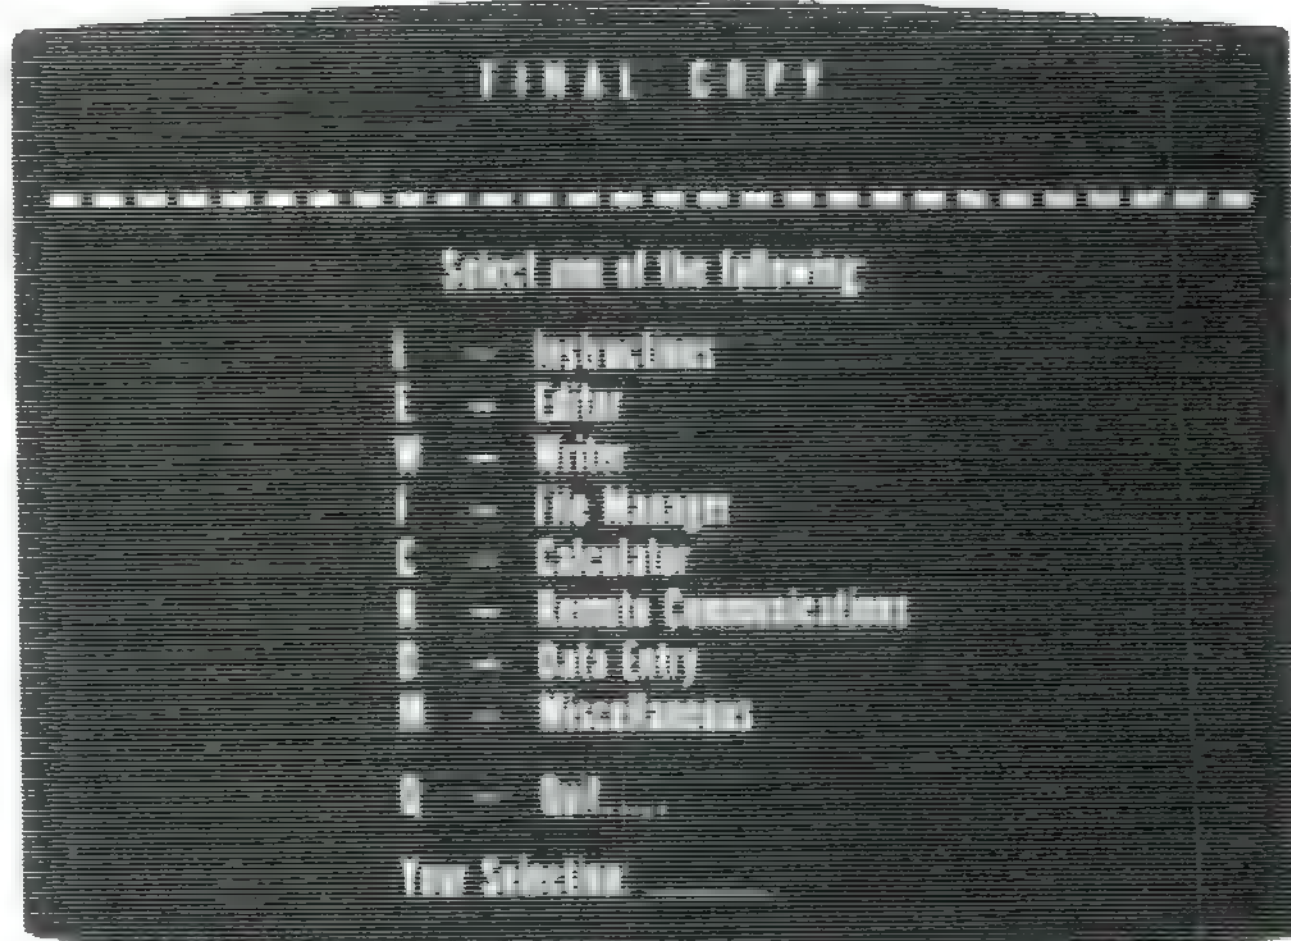 FINAL COPY
Select one of the following
I - Instructions
E - Editor
W - Writer
F - File Manager
C - Calculator
R - Remote Communications
D - Data Entry
M - Miscellaneous
Q - Quit
Your Selection